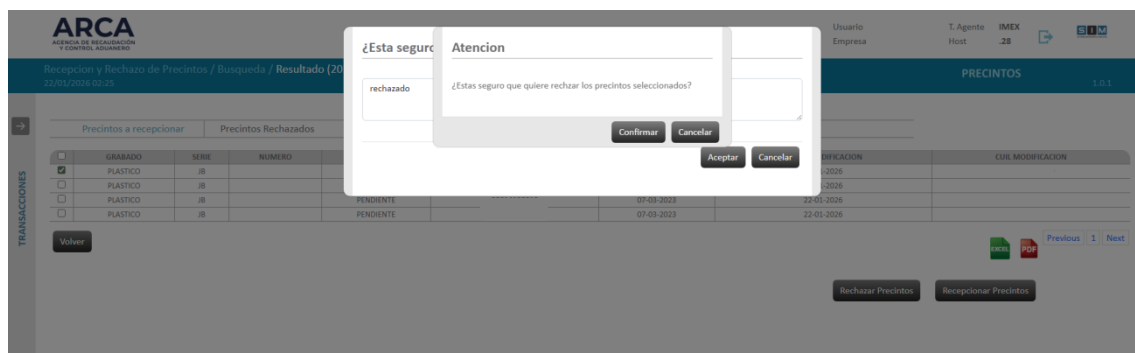 ARCA
AGENCIA DE RECAUDACIÓN
Y CONTROL ADUANERO
Usuario
Empresa
T. Agente IMEX
Host .28
SIM
Recepcion y Rechazo de Precintos / Busqueda / Resultado (20
22/01/2026 02:25
PRECINTOS
1.0.1
¿Esta seguro
rechazado
Aceptar Cancelar
Atencion
¿Estas seguro que quiere rechzar los precintos seleccionados?
Confirmar Cancelar
TRANSACCIONES
Precintos a recepcionar Precintos Rechazados
GRABADO SERIE NUMERO DIFICACION CUIL MODIFICACION
PLASTICO JB -2026
PLASTICO JB -2026
PLASTICO JB PENDIENTE 07-03-2023 22-01-2026
PLASTICO JB PENDIENTE 07-03-2023 22-01-2026
Volver
EXCEL PDF Previous 1 Next
Rechazar Precintos Recepcionar Precintos